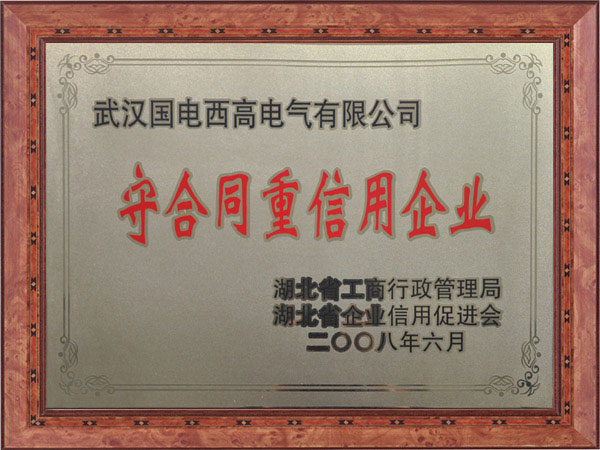 武汉国电西高电气有限公司
守合同重信用企业
湖北省工商行政管理局
湖北省企业信用促进会
二〇〇八年六月